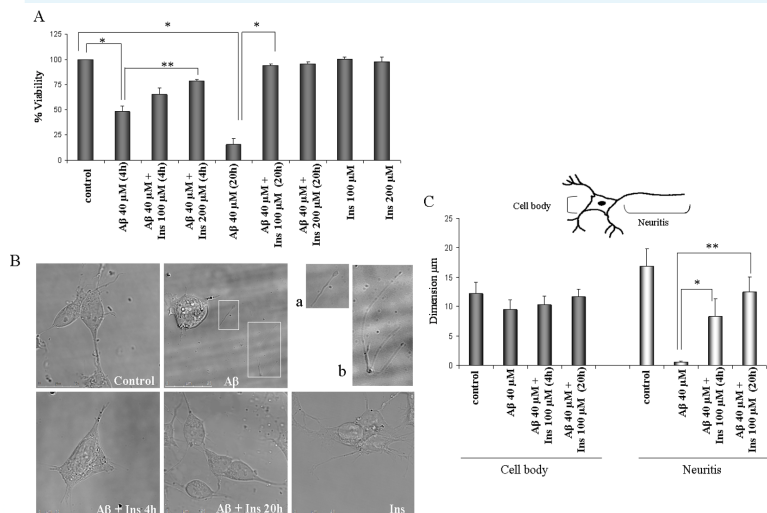 A
* * * **
% Viability
125
100
75
50
25
0
control
Aβ 40 μM (4h)
Aβ 40 μM +
Ins 100 μM (4h)
Aβ 40 μM +
Ins 200 μM (4h)
Aβ 40 μM (20h)
Aβ 40 μM +
Ins 100 μM (20h)
Aβ 40 μM +
Ins 200 μM (20h)
Ins 100 μM
Ins 200 μM
B
Control
Aβ
a
b
Aβ + Ins 4h
Aβ + Ins 20h
Ins
C
Cell body
Neuritis
Dimension μm
30
25
20
15
10
5
0
**
*
control
Aβ 40 μM
Aβ 40 μM +
Ins 100 μM (4h)
Aβ 40 μM +
Ins 100 μM (20h)
control
Aβ 40 μM
Aβ 40 μM +
Ins 100 μM (4h)
Aβ 40 μM +
Ins 100 μM (20h)
Cell body
Neuritis